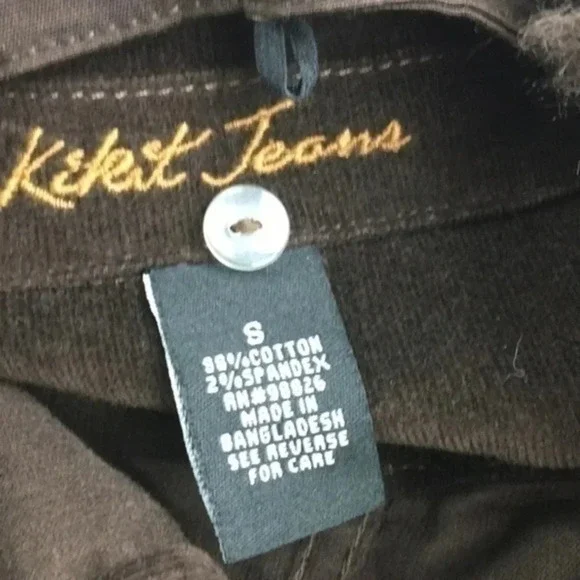 Kikit Jeans
S
98%COTTON
2%SPANDEX
RN#98826
MADE IN
BANGLADESH
SEE REVERSE
FOR CARE